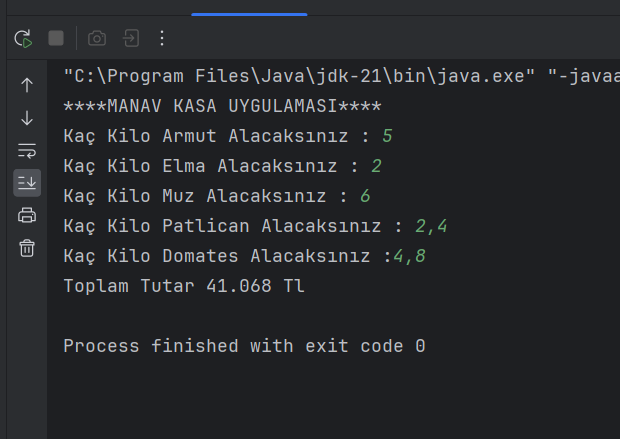 "C:\Program Files\Java\jdk-21\bin\java.exe" "-javaa
****MANAV KASA UYGULAMASI****
Kaç Kilo Armut Alacaksınız : 5
Kaç Kilo Elma Alacaksınız : 2
Kaç Kilo Muz Alacaksınız : 6
Kaç Kilo Patlican Alacaksınız : 2,4
Kaç Kilo Domates Alacaksınız :4,8
Toplam Tutar 41.068 Tl
Process finished with exit code 0